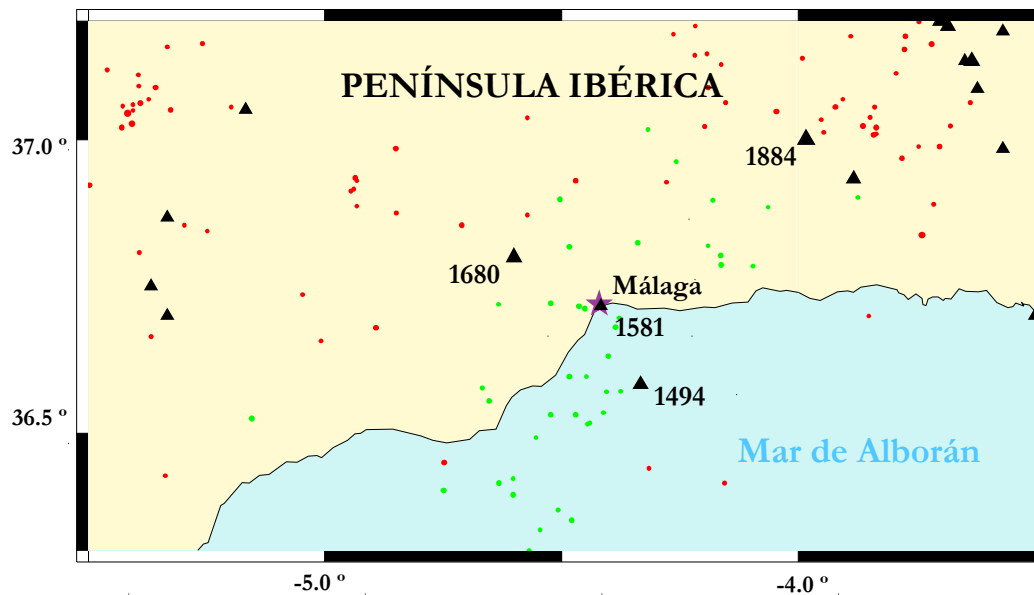 PENÍNSULA IBÉRICA
37.0 º
1884
1680
Málaga
1581
1494
36.5 º
Mar de Alborán
-5.0 º
-4.0 º